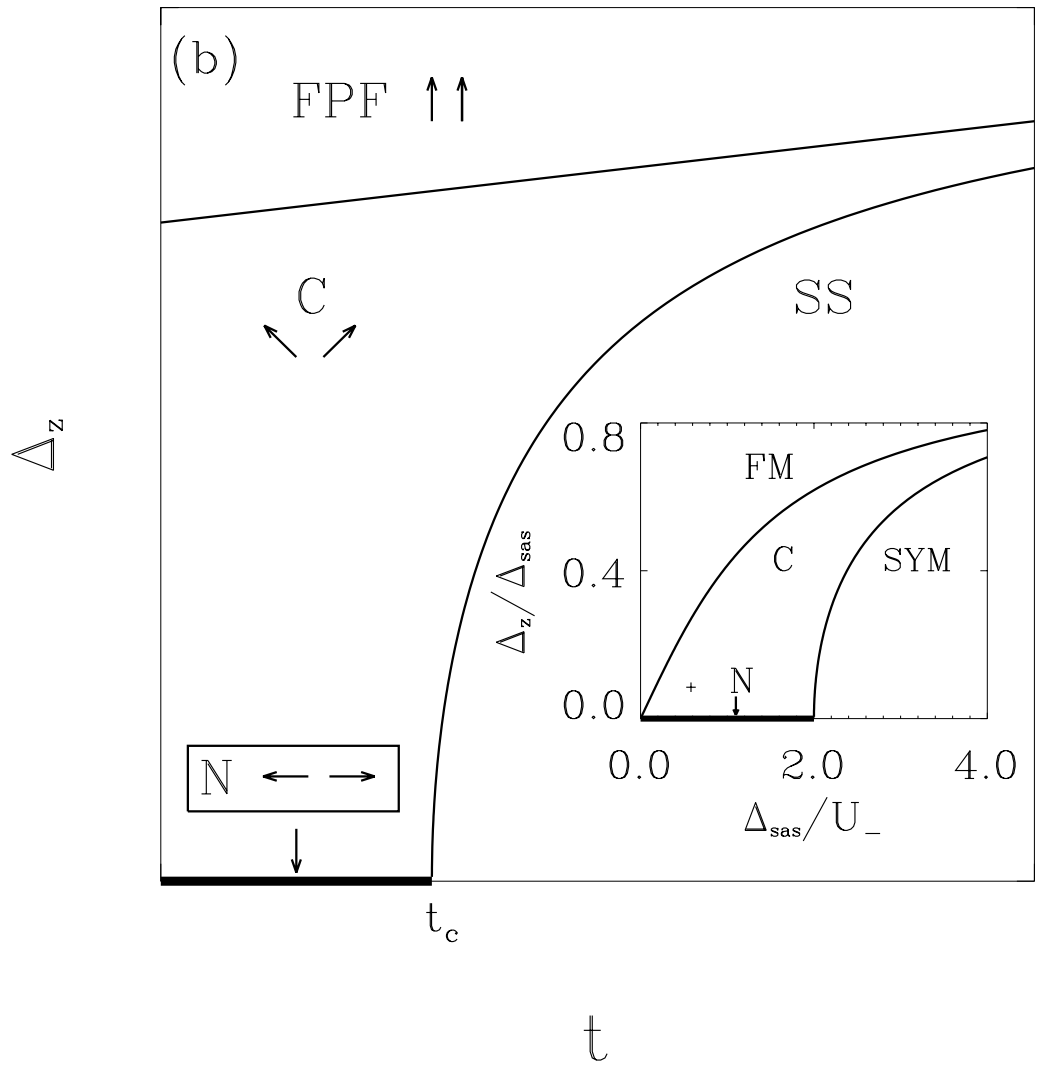 (b)
FPF
C
SS
Δz
N
tc
t
0.8
0.4
0.0
Δz/Δsas
FM
C
SYM
+ N
0.0 2.0 4.0
Δsas/U_